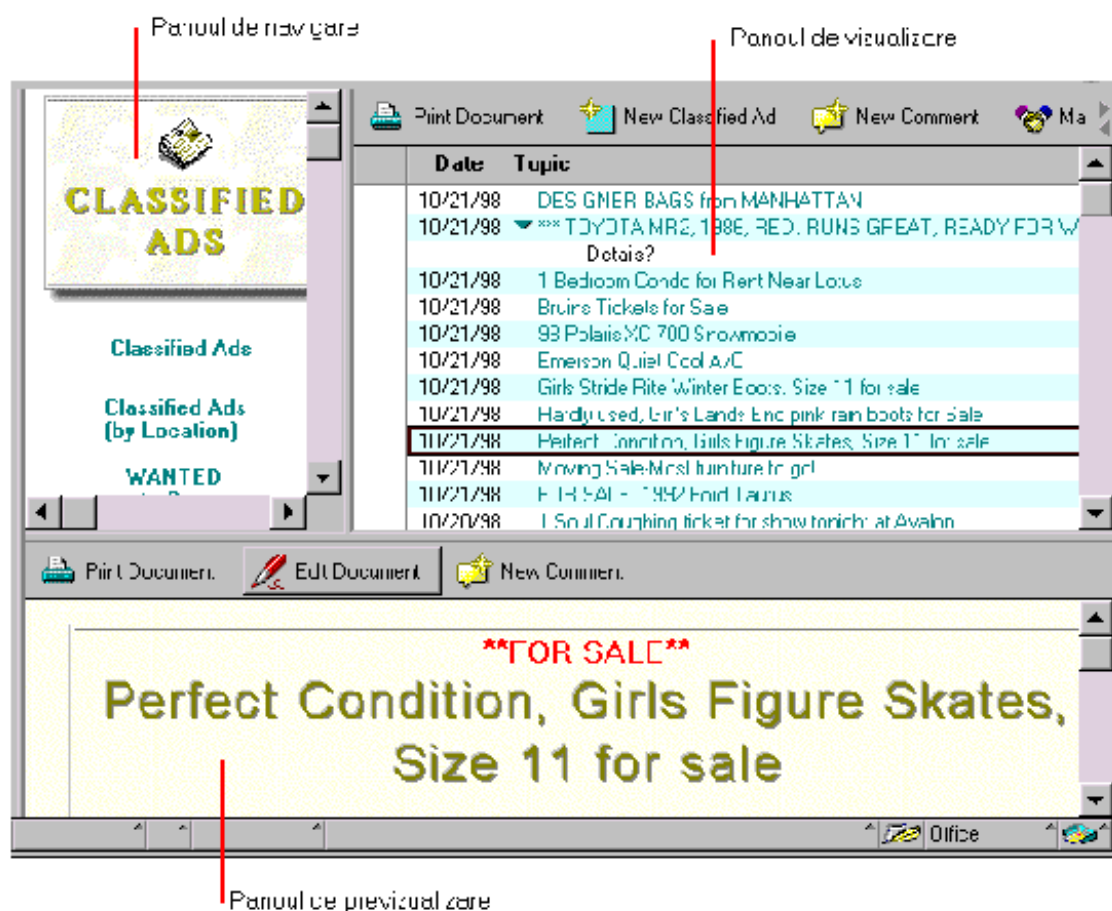 Panoul de navigare
Panoul de vizualizare
CLASSIFIED
ADS
Classified Ads
Classified Ads
(by Location)
WANTED
Print Document New Classified Ad New Comment Ma
Date Topic
10/21/98 DESIGNER BAGS from MANHATTAN
10/21/98 *** TOYOTA MR2, 1986, RED. RUNS GREAT, READY FOR W
Details?
10/21/98 1 Bedroom Condo for Rent Near Lotus
10/21/98 Bruins Tickets for Sale
10/21/98 98 Polaris XC 700 Snowmobile
10/21/98 Emerson Quiet Cool A/C
10/21/98 Girls Stride Rite Winter Boots, Size 11 for sale
10/21/98 Hardly used, Girl's Lands End pink rain boots for Sale
10/21/98 Perfect Condition, Girls Figure Skates, Size 11 for sale
10/21/98 Moving Sale-Most furniture to go!
10/21/98 FOR SALE - 1992 Ford Taurus
10/20/98 1 Soul Coughing ticket for show tonight at Avalon
Print Document Edit Document New Comment
**FOR SALE**
Perfect Condition, Girls Figure Skates,
Size 11 for sale
Office
Panoul de previzualizare